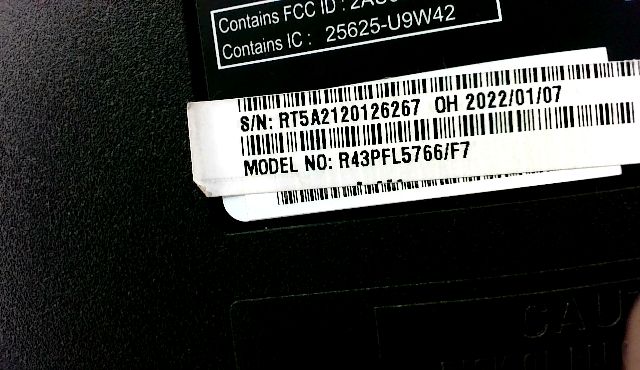 Contains FCC ID :
Contains IC : 25625-U9W42
S/N: RT5A2120126267 OH 2022/01/07
MODEL NO: R43PFL5766/F7